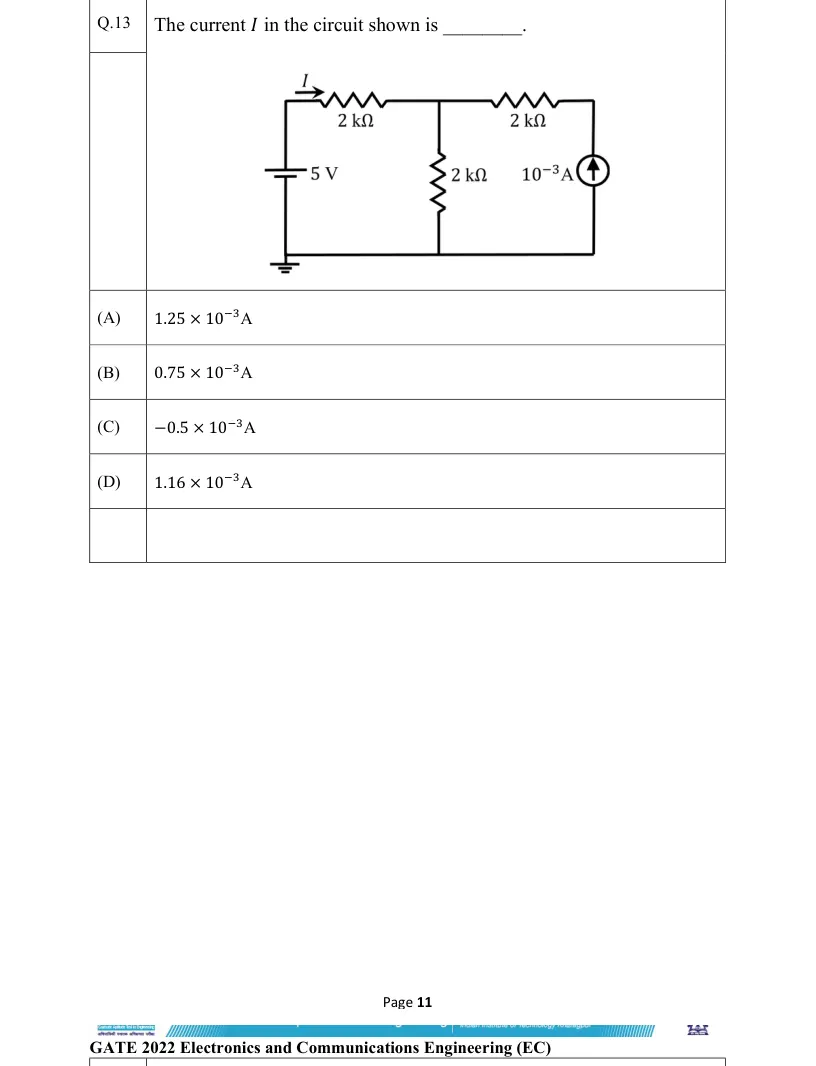 Q.13 The current I in the circuit shown is ________.
I
2 kΩ 2 kΩ
5 V 2 kΩ 10⁻³A
(A) 1.25 × 10⁻³A
(B) 0.75 × 10⁻³A
(C) −0.5 × 10⁻³A
(D) 1.16 × 10⁻³A
Page 11
GATE 2022 Electronics and Communications Engineering (EC)